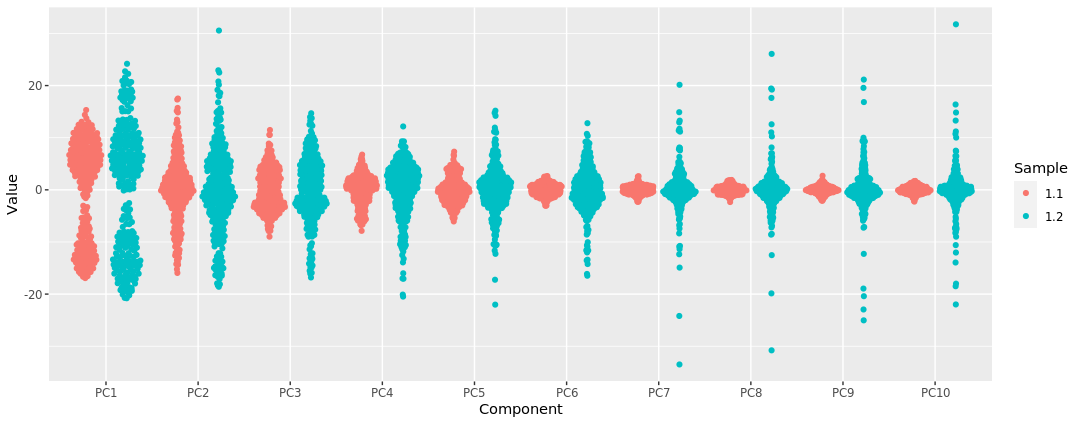 Value
20
0
-20
PC1 PC2 PC3 PC4 PC5 PC6 PC7 PC8 PC9 PC10
Component
Sample
1.1
1.2